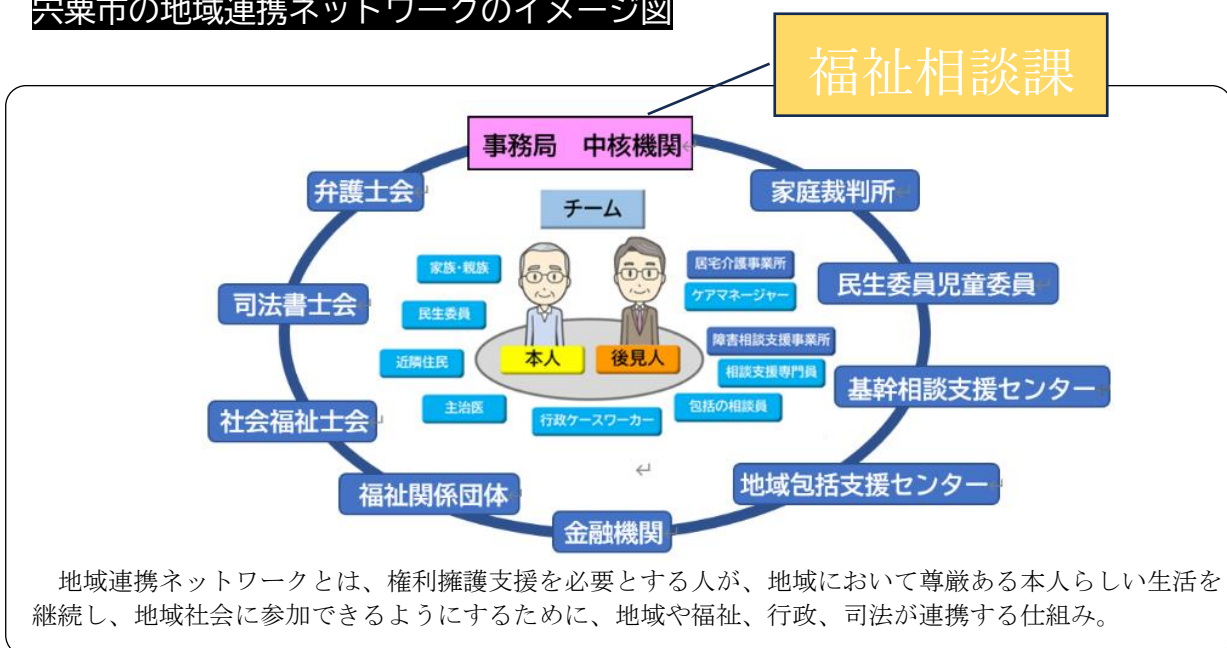 宍粟市の地域連携ネットワークのイメージ図
福祉相談課
事務局　中核機関
弁護士会
家庭裁判所
チーム
家族・親族
居宅介護事業所
ケアマネージャー
民生委員児童委員
司法書士会
民生委員
障害相談支援事業所
近隣住民
本人
後見人
相談支援専門員
基幹相談支援センター
主治医
行政ケースワーカー
包括の相談員
社会福祉士会
福祉関係団体
地域包括支援センター
金融機関
地域連携ネットワークとは、権利擁護支援を必要とする人が、地域において尊厳ある本人らしい生活を
継続し、地域社会に参加できるようにするために、地域や福祉、行政、司法が連携する仕組み。